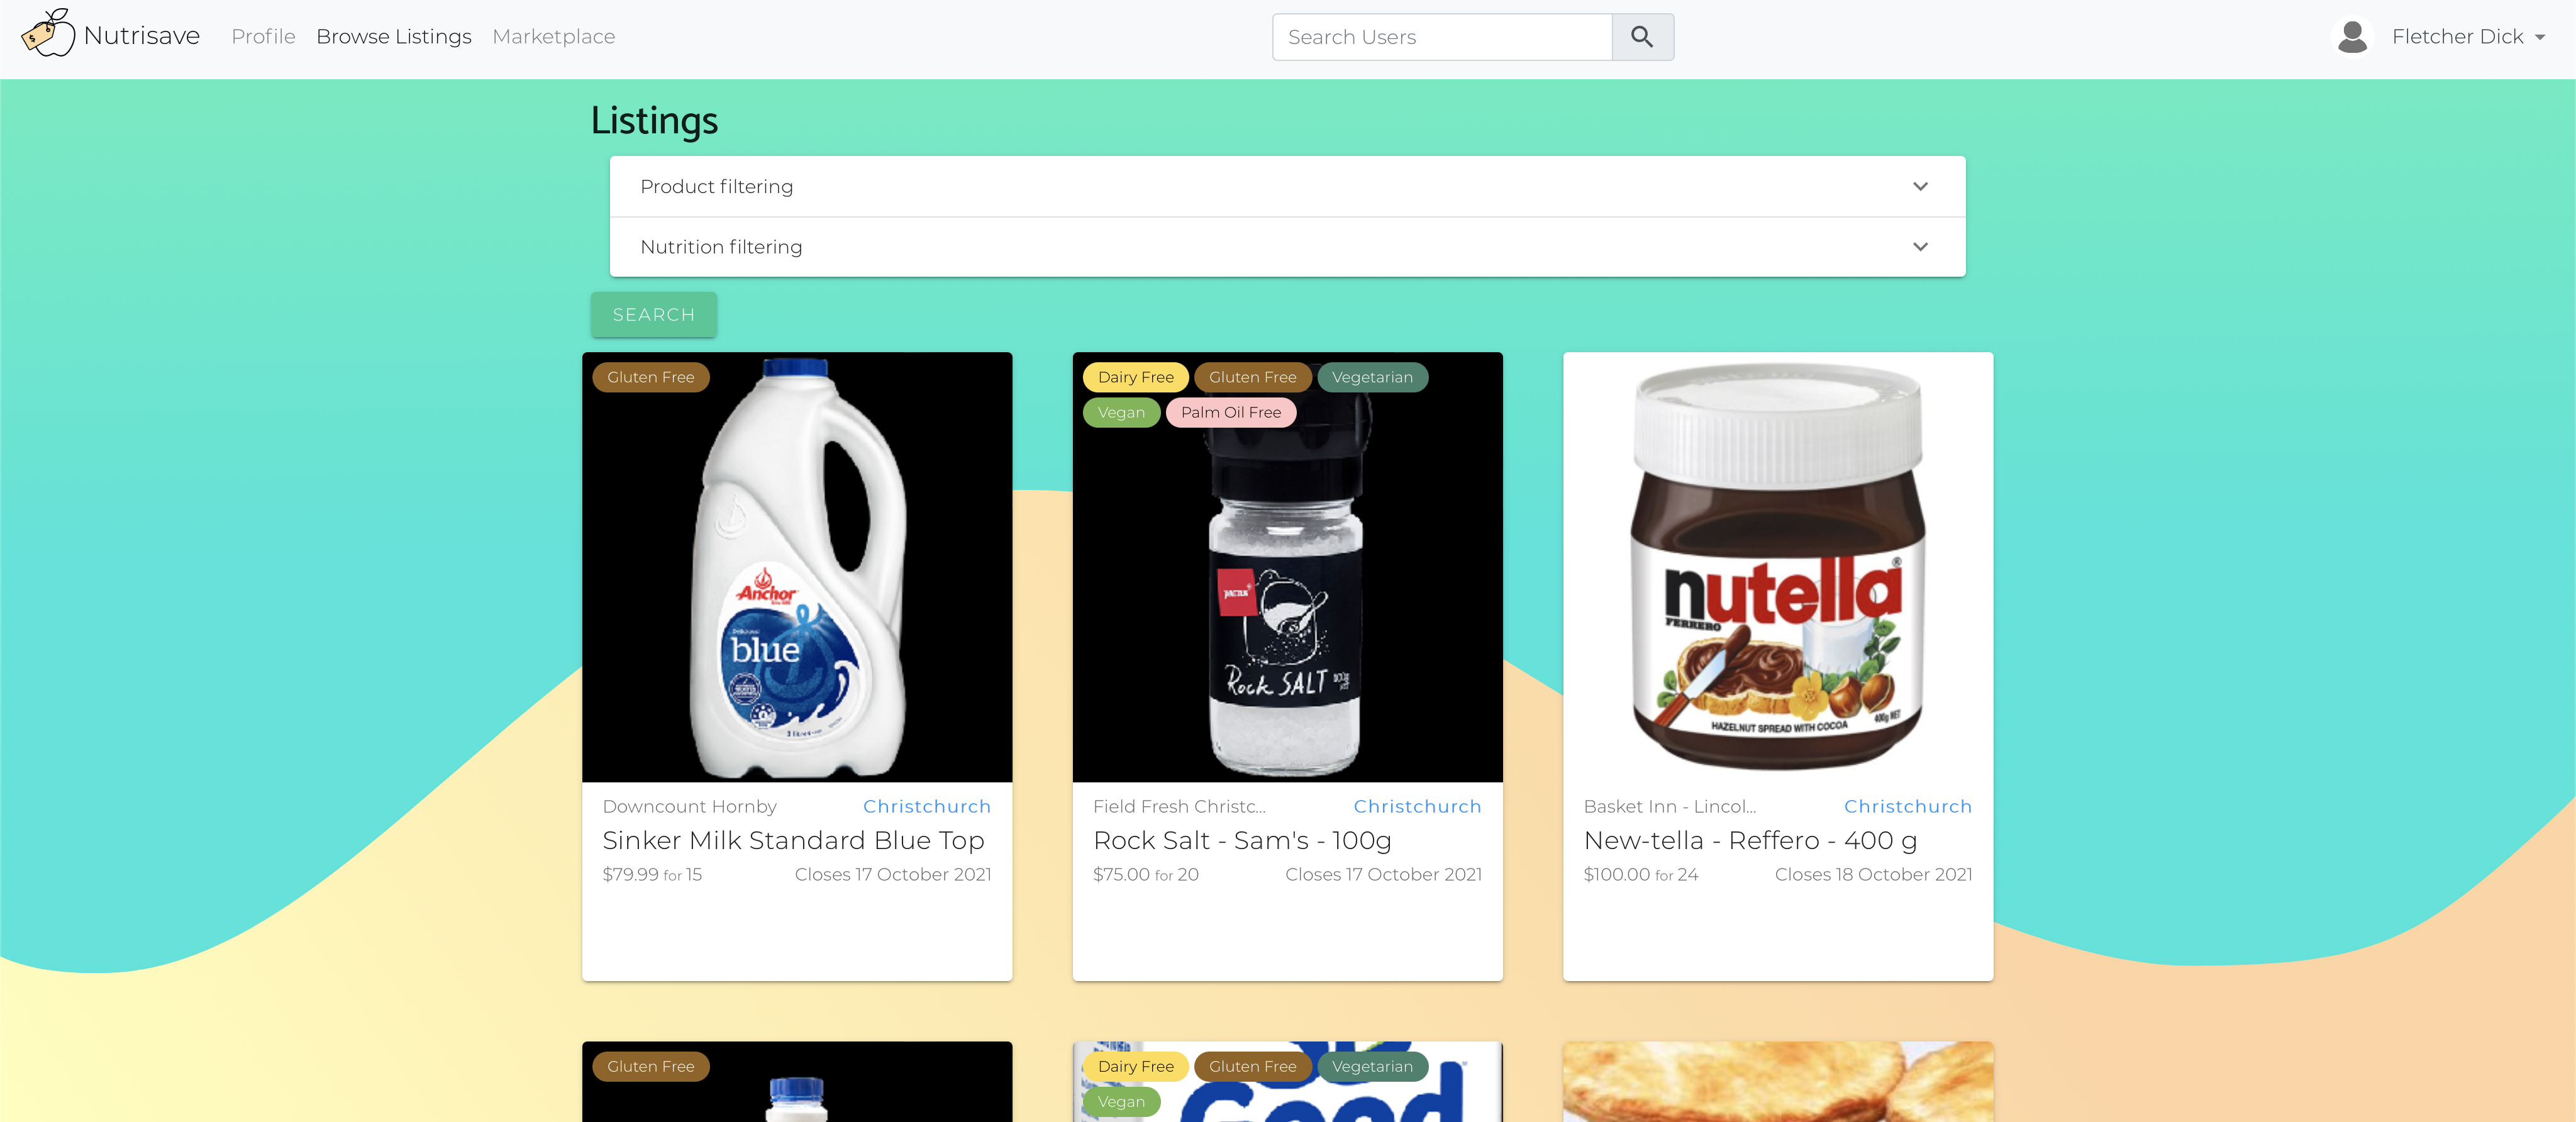 Nutrisave Profile Browse Listings Marketplace Search Users Fletcher Dick
Listings
Product filtering
Nutrition filtering
SEARCH
Gluten Free
Anchor
blue
Downcount Hornby Christchurch
Sinker Milk Standard Blue Top
$79.99 for 15 Closes 17 October 2021
Dairy Free Gluten Free Vegetarian
Vegan Palm Oil Free
Rock SALT
Field Fresh Christc... Christchurch
Rock Salt - Sam's - 100g
$75.00 for 20 Closes 17 October 2021
nutella®
FERRERO
HAZELNUT SPREAD WITH COCOA 400g NET
Basket Inn - Lincol... Christchurch
New-tella - Reffero - 400 g
$100.00 for 24 Closes 18 October 2021
Gluten Free
Dairy Free Gluten Free Vegetarian
Vegan
Good